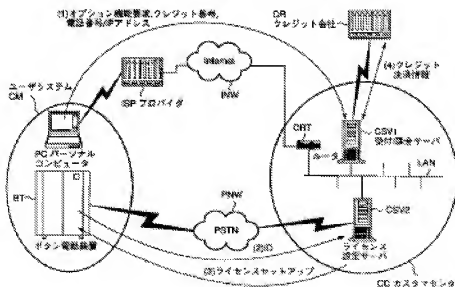 (1)オプション機能要求,クレジット番号,
電話番号/IPアドレス
CR
クレジット会社
(4)クレジット
決済情報
ユーザシステム
CM
ISP プロバイダ
Internet
INW
PC パーソナル
コンピュータ
CRT
ルータ
CSV1
受付/課金サーバ
LAN
BT
ID
ボタン電話装置
PNW
PSTN
(2)ID
(3)ライセンスセットアップ
CSV2
ライセンス
設定サーバ
CC カスタマセンタ